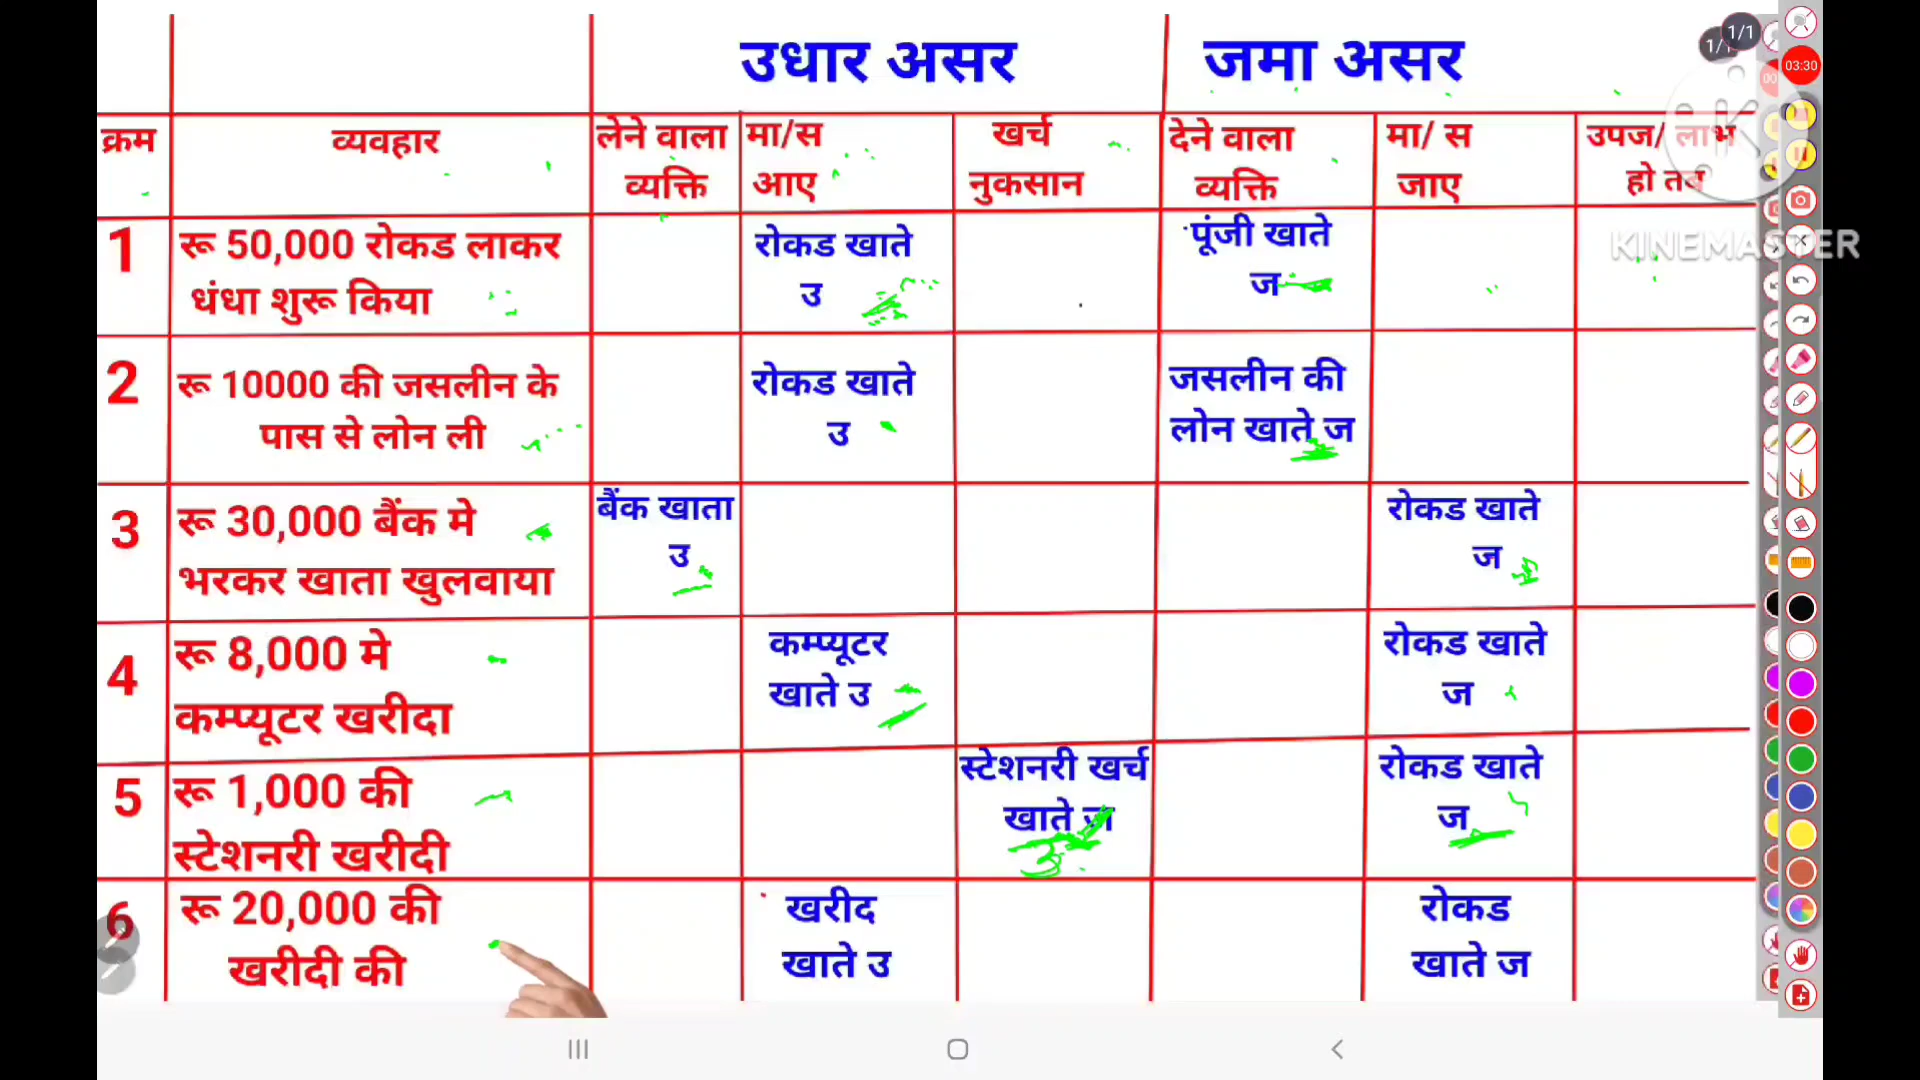 उधार असर जमा असर
1/1
1/1
03:30
क्रम व्यवहार लेने वाला व्यक्ति मा/स आए खर्च नुकसान देने वाला व्यक्ति मा/ स जाए उपज/ लाभ हो तब
KINEMASTER
1 रू 50,000 रोकड लाकर धंधा शुरू किया रोकड खाते उ पूंजी खाते ज
2 रू 10000 की जसलीन के पास से लोन ली रोकड खाते उ जसलीन की लोन खाते ज
3 रू 30,000 बैंक मे भरकर खाता खुलवाया बैंक खाता उ रोकड खाते ज
4 रू 8,000 मे कम्प्यूटर खरीदा कम्प्यूटर खाते उ रोकड खाते ज
5 रू 1,000 की स्टेशनरी खरीदी स्टेशनरी खर्च खाते ज उ रोकड खाते ज
6 रू 20,000 की खरीदी की खरीद खाते उ रोकड खाते ज